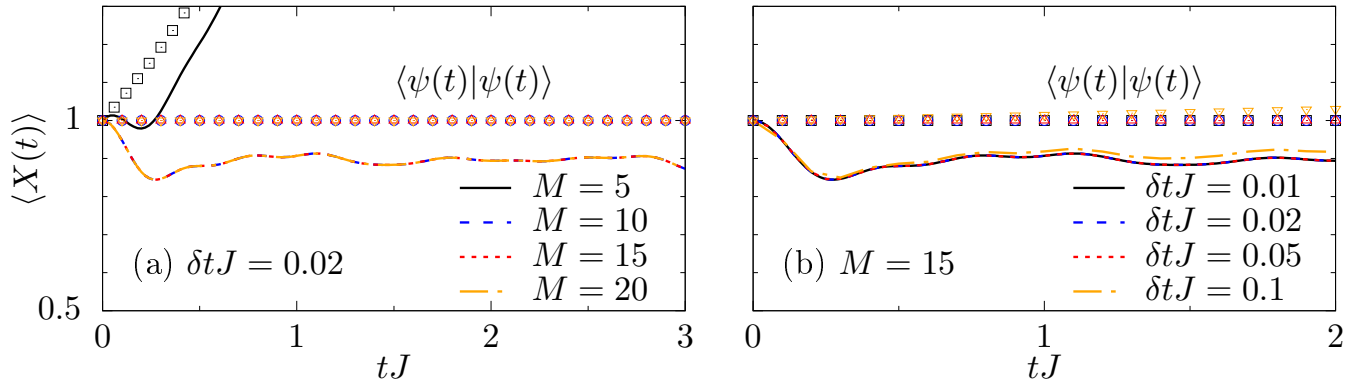 ⟨X(t)⟩
1
0.5
⟨ψ(t)|ψ(t)⟩
M = 5
M = 10
M = 15
M = 20
(a) δtJ = 0.02
0 1 2 3
tJ
⟨ψ(t)|ψ(t)⟩
δtJ = 0.01
δtJ = 0.02
δtJ = 0.05
δtJ = 0.1
(b) M = 15
0 1 2
tJ